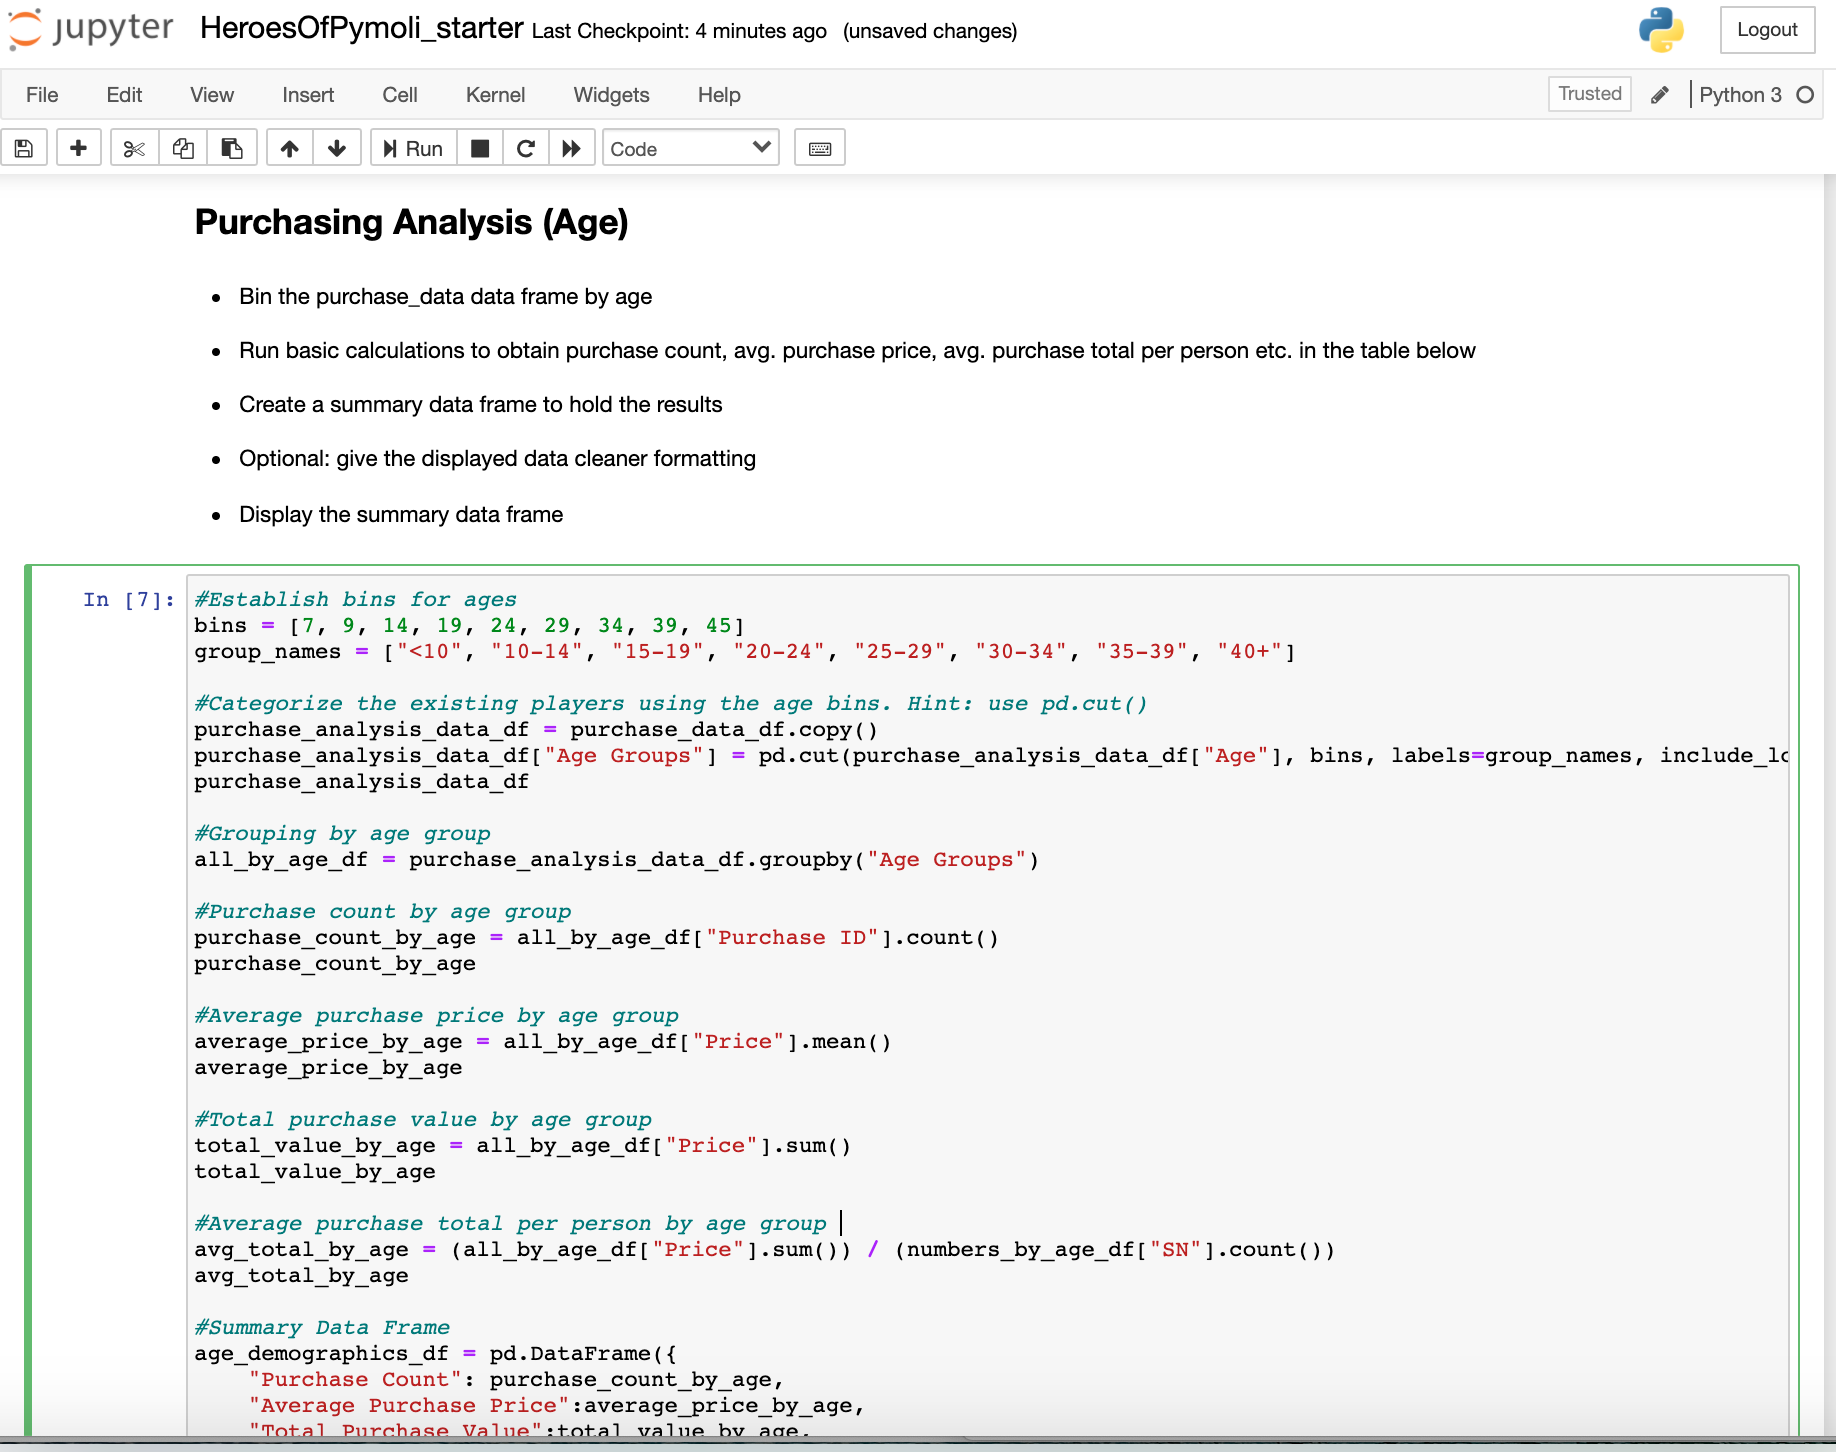 jupyter HeroesOfPymoli_starter Last Checkpoint: 4 minutes ago (unsaved changes) Logout
File Edit View Insert Cell Kernel Widgets Help Trusted Python 3
Run Code
Purchasing Analysis (Age)
• Bin the purchase_data data frame by age
• Run basic calculations to obtain purchase count, avg. purchase price, avg. purchase total per person etc. in the table below
• Create a summary data frame to hold the results
• Optional: give the displayed data cleaner formatting
• Display the summary data frame
In [7]: #Establish bins for ages
bins = [7, 9, 14, 19, 24, 29, 34, 39, 45]
group_names = ["<10", "10-14", "15-19", "20-24", "25-29", "30-34", "35-39", "40+"]
#Categorize the existing players using the age bins. Hint: use pd.cut()
purchase_analysis_data_df = purchase_data_df.copy()
purchase_analysis_data_df["Age Groups"] = pd.cut(purchase_analysis_data_df["Age"], bins, labels=group_names, include_lo
purchase_analysis_data_df
#Grouping by age group
all_by_age_df = purchase_analysis_data_df.groupby("Age Groups")
#Purchase count by age group
purchase_count_by_age = all_by_age_df["Purchase ID"].count()
purchase_count_by_age
#Average purchase price by age group
average_price_by_age = all_by_age_df["Price"].mean()
average_price_by_age
#Total purchase value by age group
total_value_by_age = all_by_age_df["Price"].sum()
total_value_by_age
#Average purchase total per person by age group
avg_total_by_age = (all_by_age_df["Price"].sum()) / (numbers_by_age_df["SN"].count())
avg_total_by_age
#Summary Data Frame
age_demographics_df = pd.DataFrame({
"Purchase Count": purchase_count_by_age,
"Average Purchase Price":average_price_by_age,
"Total Purchase Value":total_value_by_age,